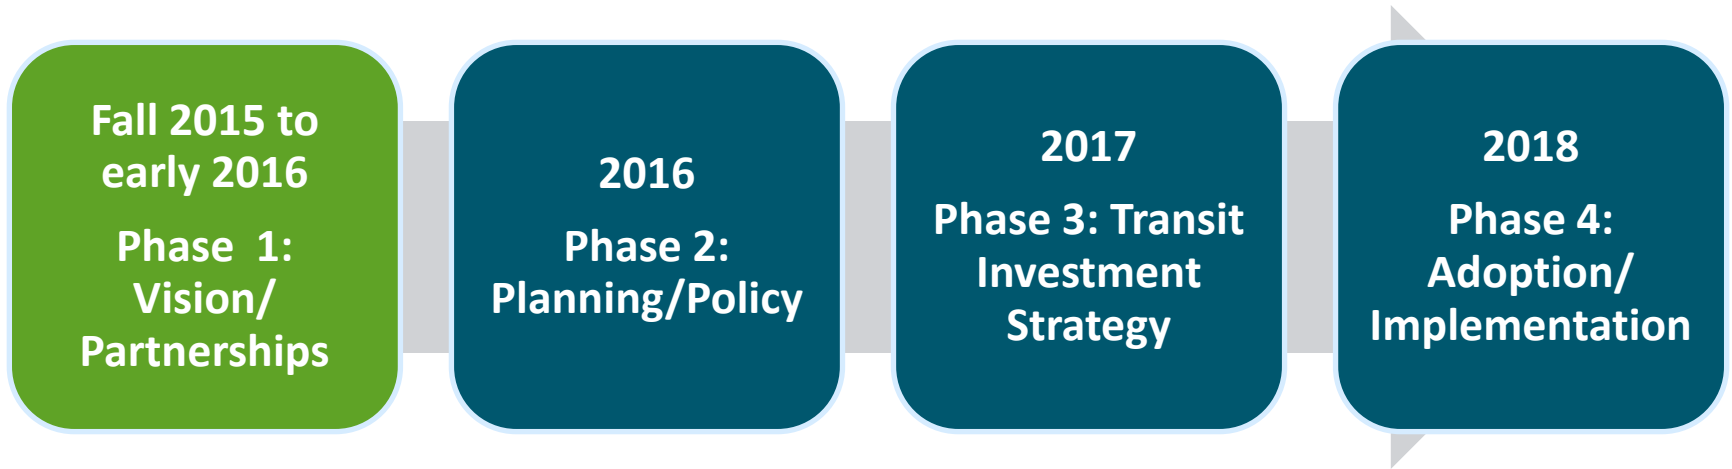 Fall 2015 to
early 2016
Phase  1:
Vision/
Partnerships
2016
Phase 2:
Planning/Policy
2017
Phase 3: Transit
Investment
Strategy
2018
Phase 4:
Adoption/
Implementation